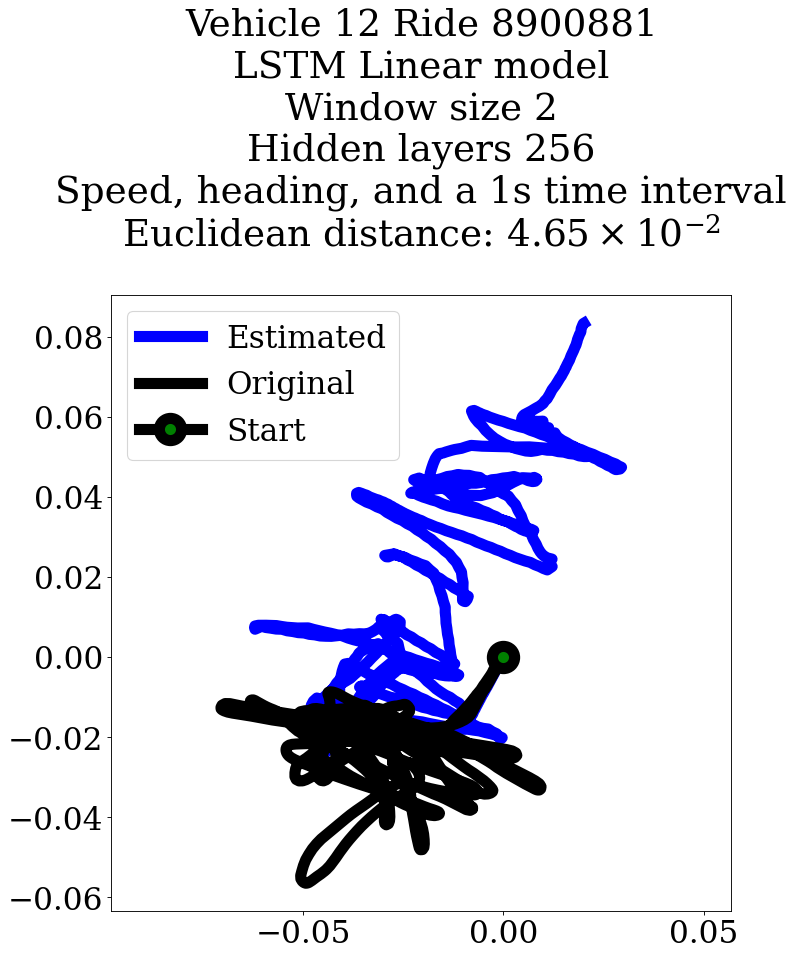 Vehicle 12 Ride 8900881
LSTM Linear model
Window size 2
Hidden layers 256
Speed, heading, and a 1s time interval
Euclidean distance: 4.65 × 10⁻²
Estimated
Original
Start
0.08
0.06
0.04
0.02
0.00
−0.02
−0.04
−0.06
−0.05 0.00 0.05